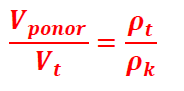 V_ponor / V_t = ρ_t / ρ_k